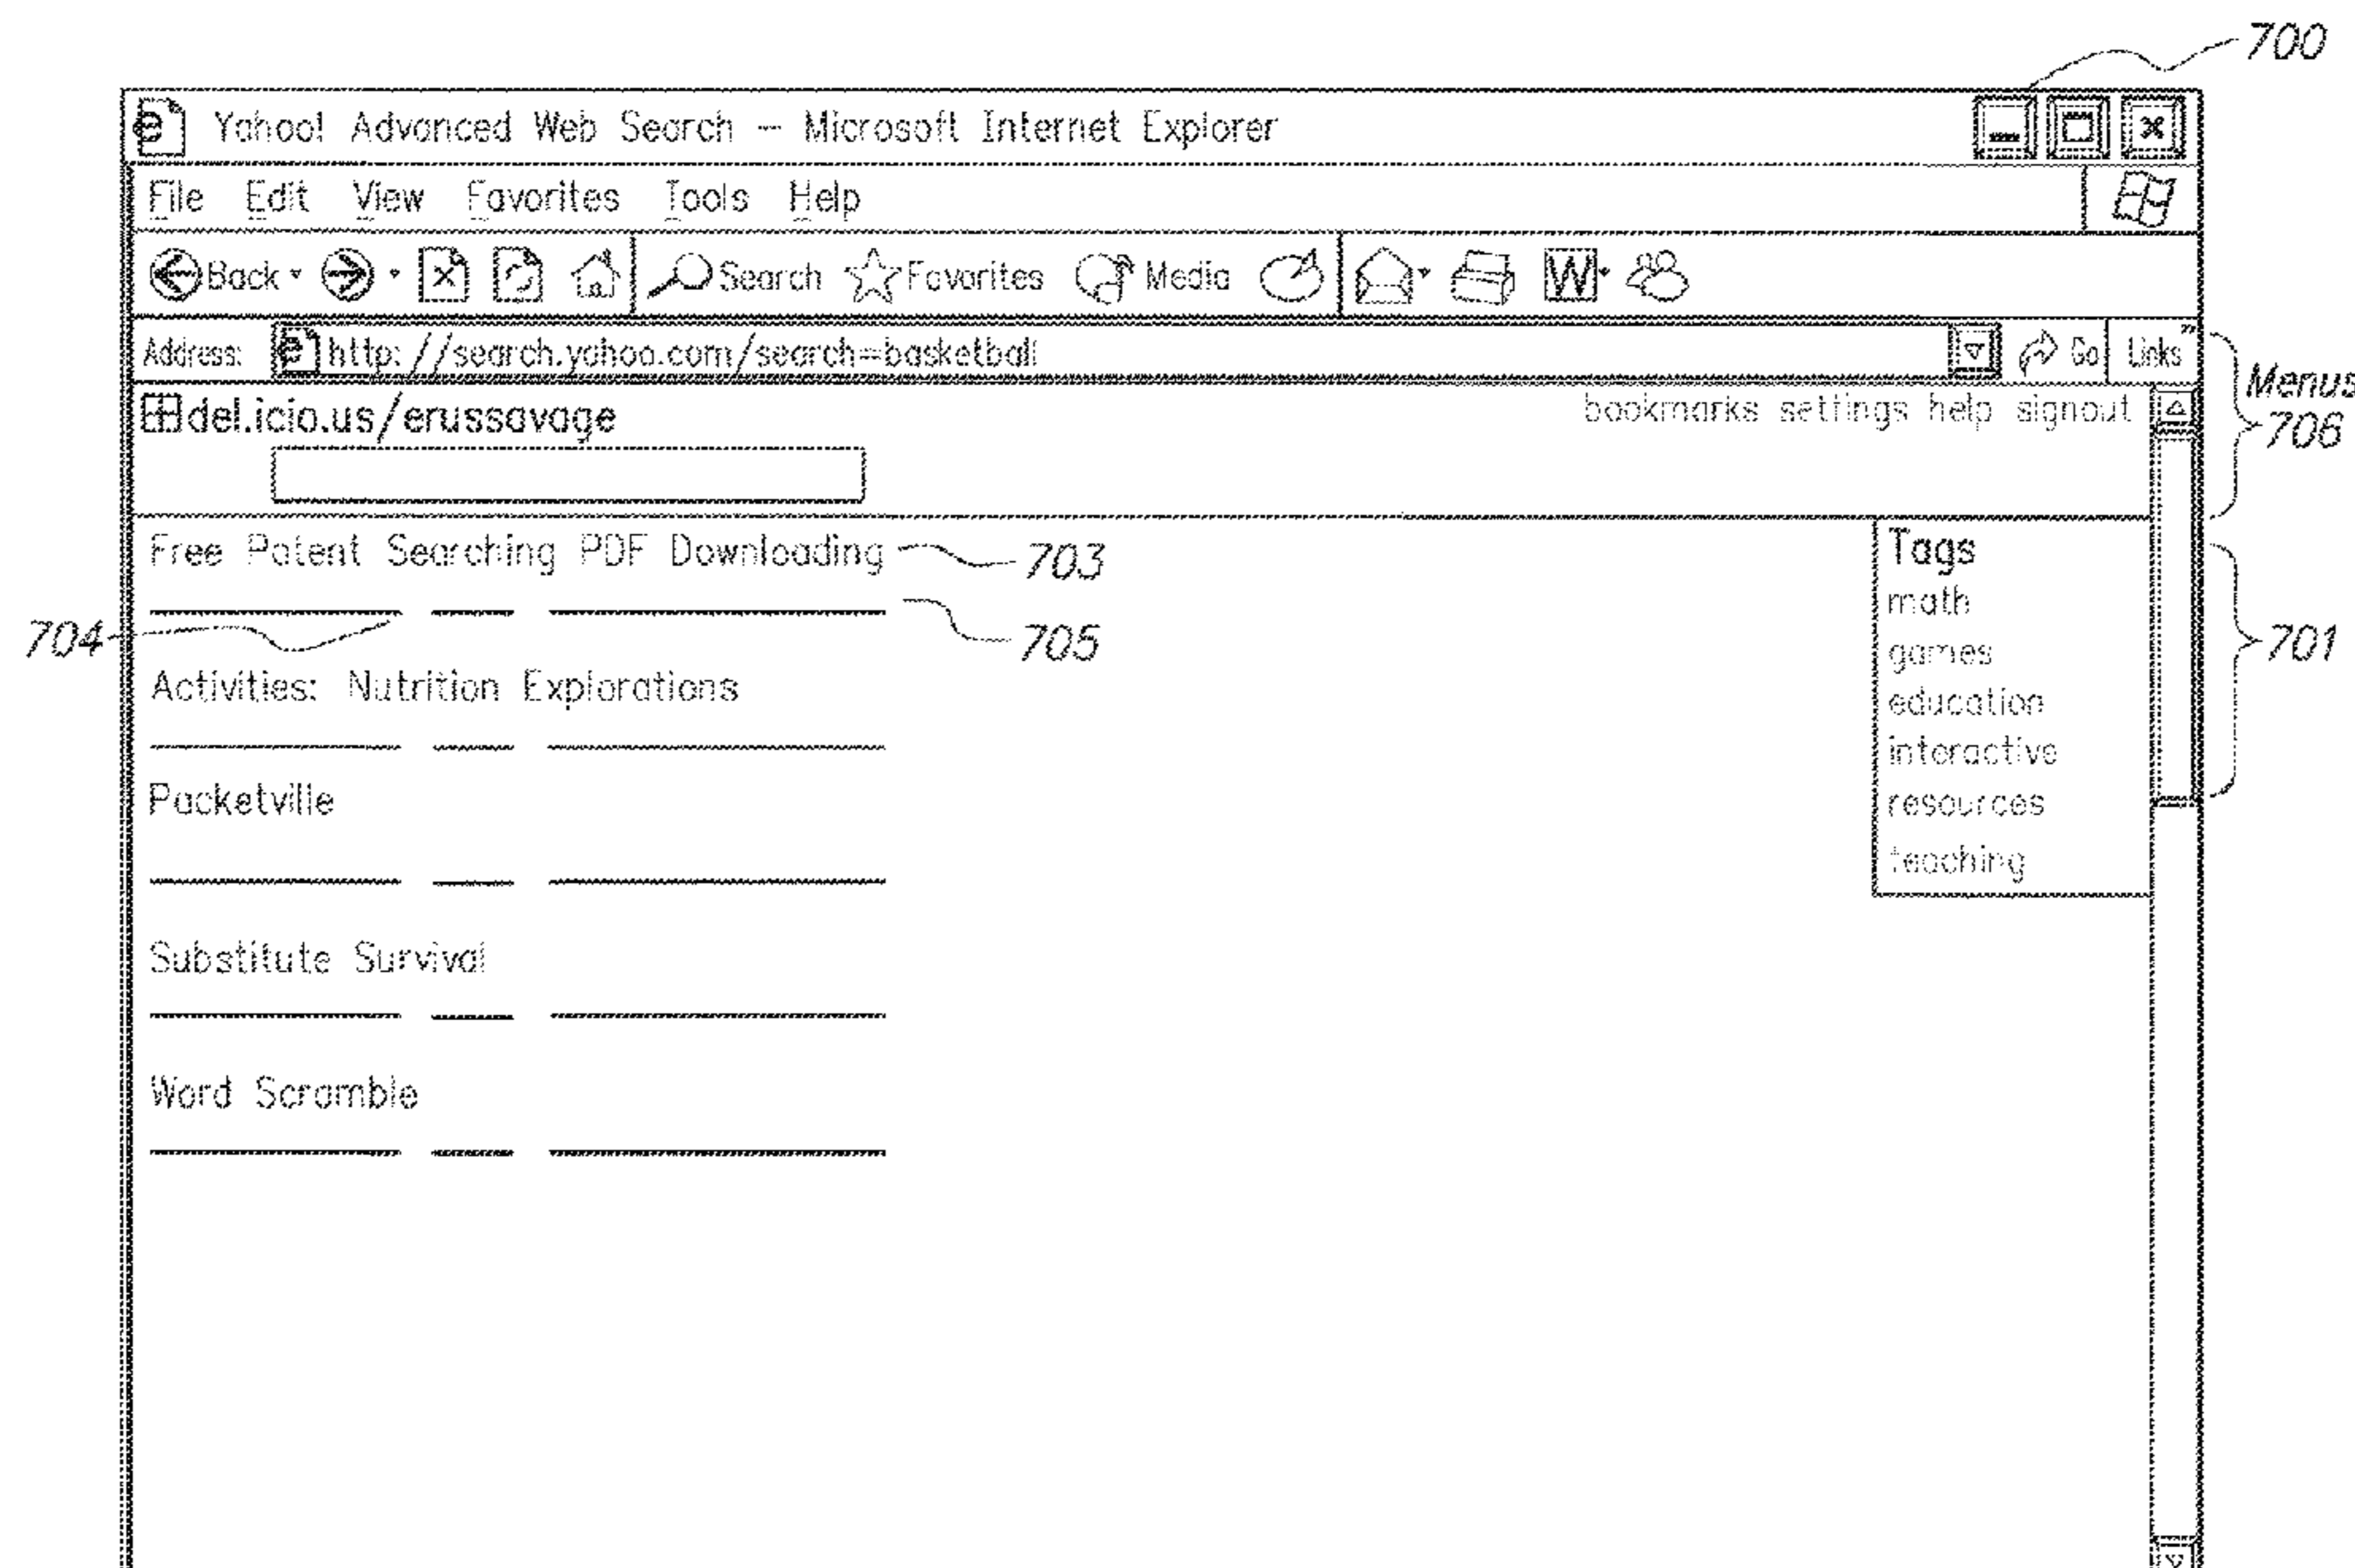 700
Yahoo! Advanced Web Search – Microsoft Internet Explorer
File Edit View Favorites Tools Help
Back Search Favorites Media W
Address: http://search.yahoo.com/search=basketball Go Links »
Menus
706
del.icio.us/erussavage bookmarks settings help signout
Free Patent Searching PDF Downloading 703
Tags
math
704
705
games
701
Activities: Nutrition Explorations
education
interactive
Packetville
resources
teaching
Substitute Survival
Word Scramble